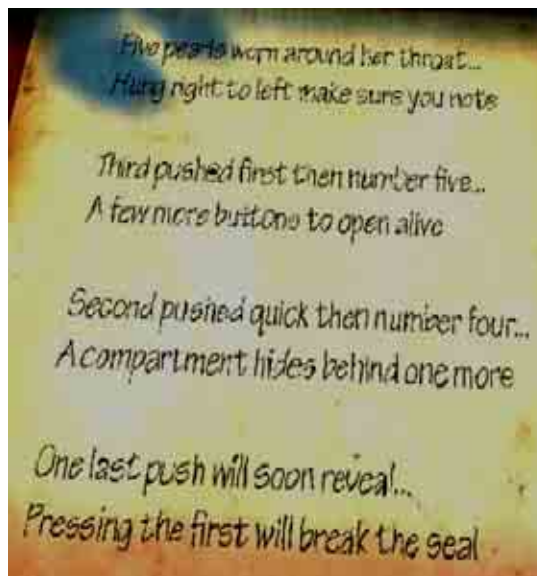 Five pearls worn around her throat...
Hung right to left make sure you note
Third pushed first then number five...
A few more buttons to open alive
Second pushed quick then number four...
A compartment hides behind one more
One last push will soon reveal...
Pressing the first will break the seal